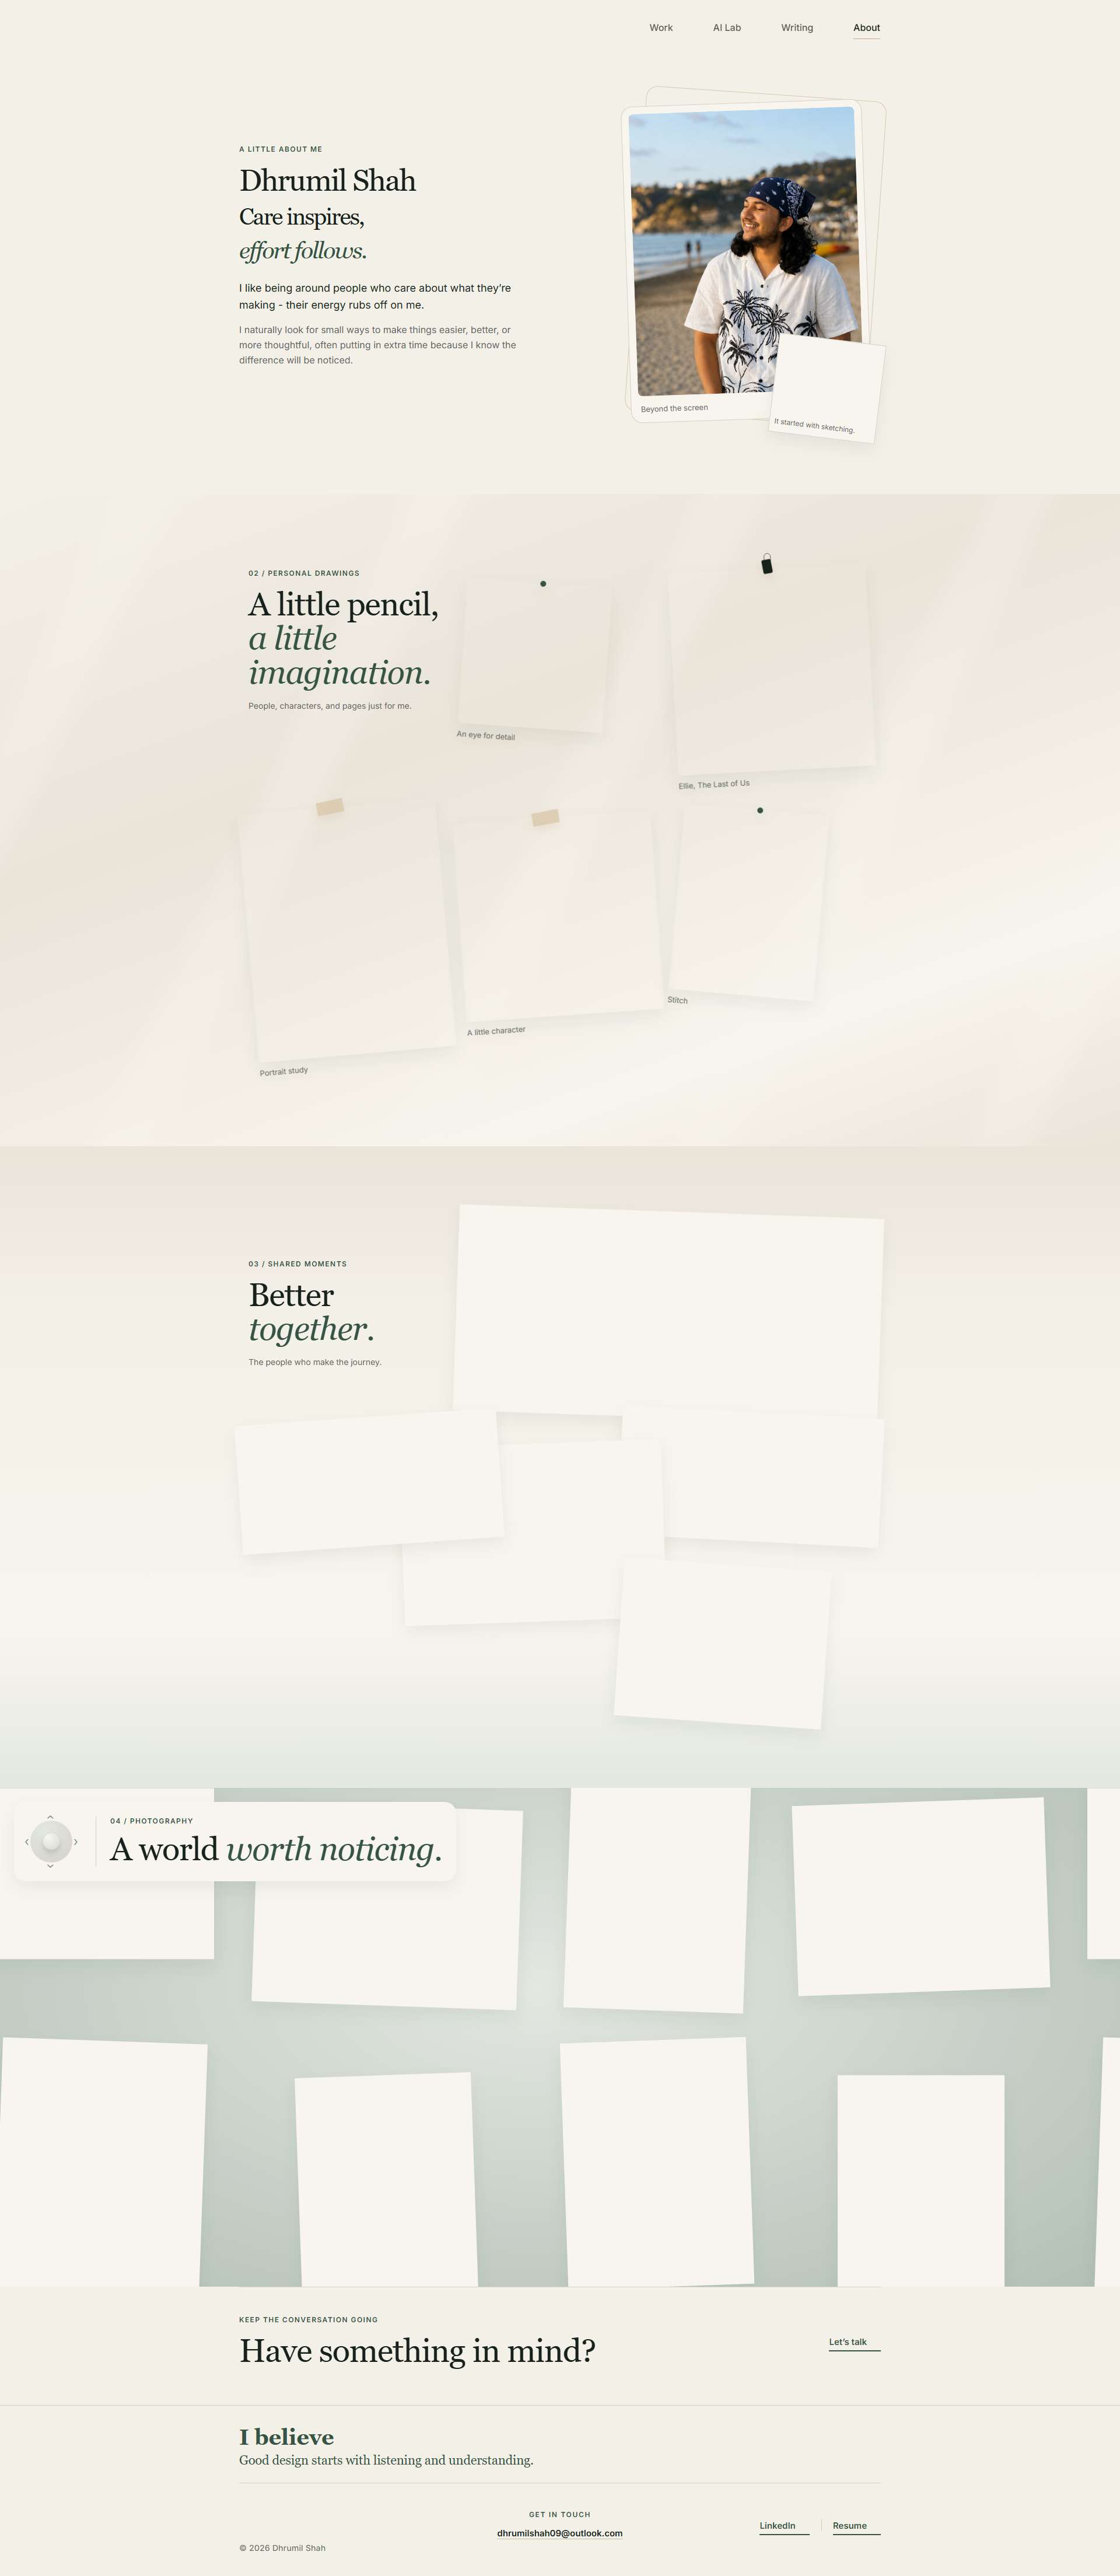 Work
AI Lab
Writing
About
A LITTLE ABOUT ME
Dhrumil Shah
Care inspires,
effort follows.
I like being around people who care about what they’re
making - their energy rubs off on me.
I naturally look for small ways to make things easier, better, or
more thoughtful, often putting in extra time because I know the
difference will be noticed.
Beyond the screen
It started with sketching.
02 / PERSONAL DRAWINGS
A little pencil,
a little
imagination.
People, characters, and pages just for me.
An eye for detail
Ellie, The Last of Us
Portrait study
A little character
Stitch
03 / SHARED MOMENTS
Better
together.
The people who make the journey.
04 / PHOTOGRAPHY
A world worth noticing.
KEEP THE CONVERSATION GOING
Have something in mind?
Let’s talk
I believe
Good design starts with listening and understanding.
GET IN TOUCH
dhrumilshah09@outlook.com
LinkedIn
Resume
© 2026 Dhrumil Shah